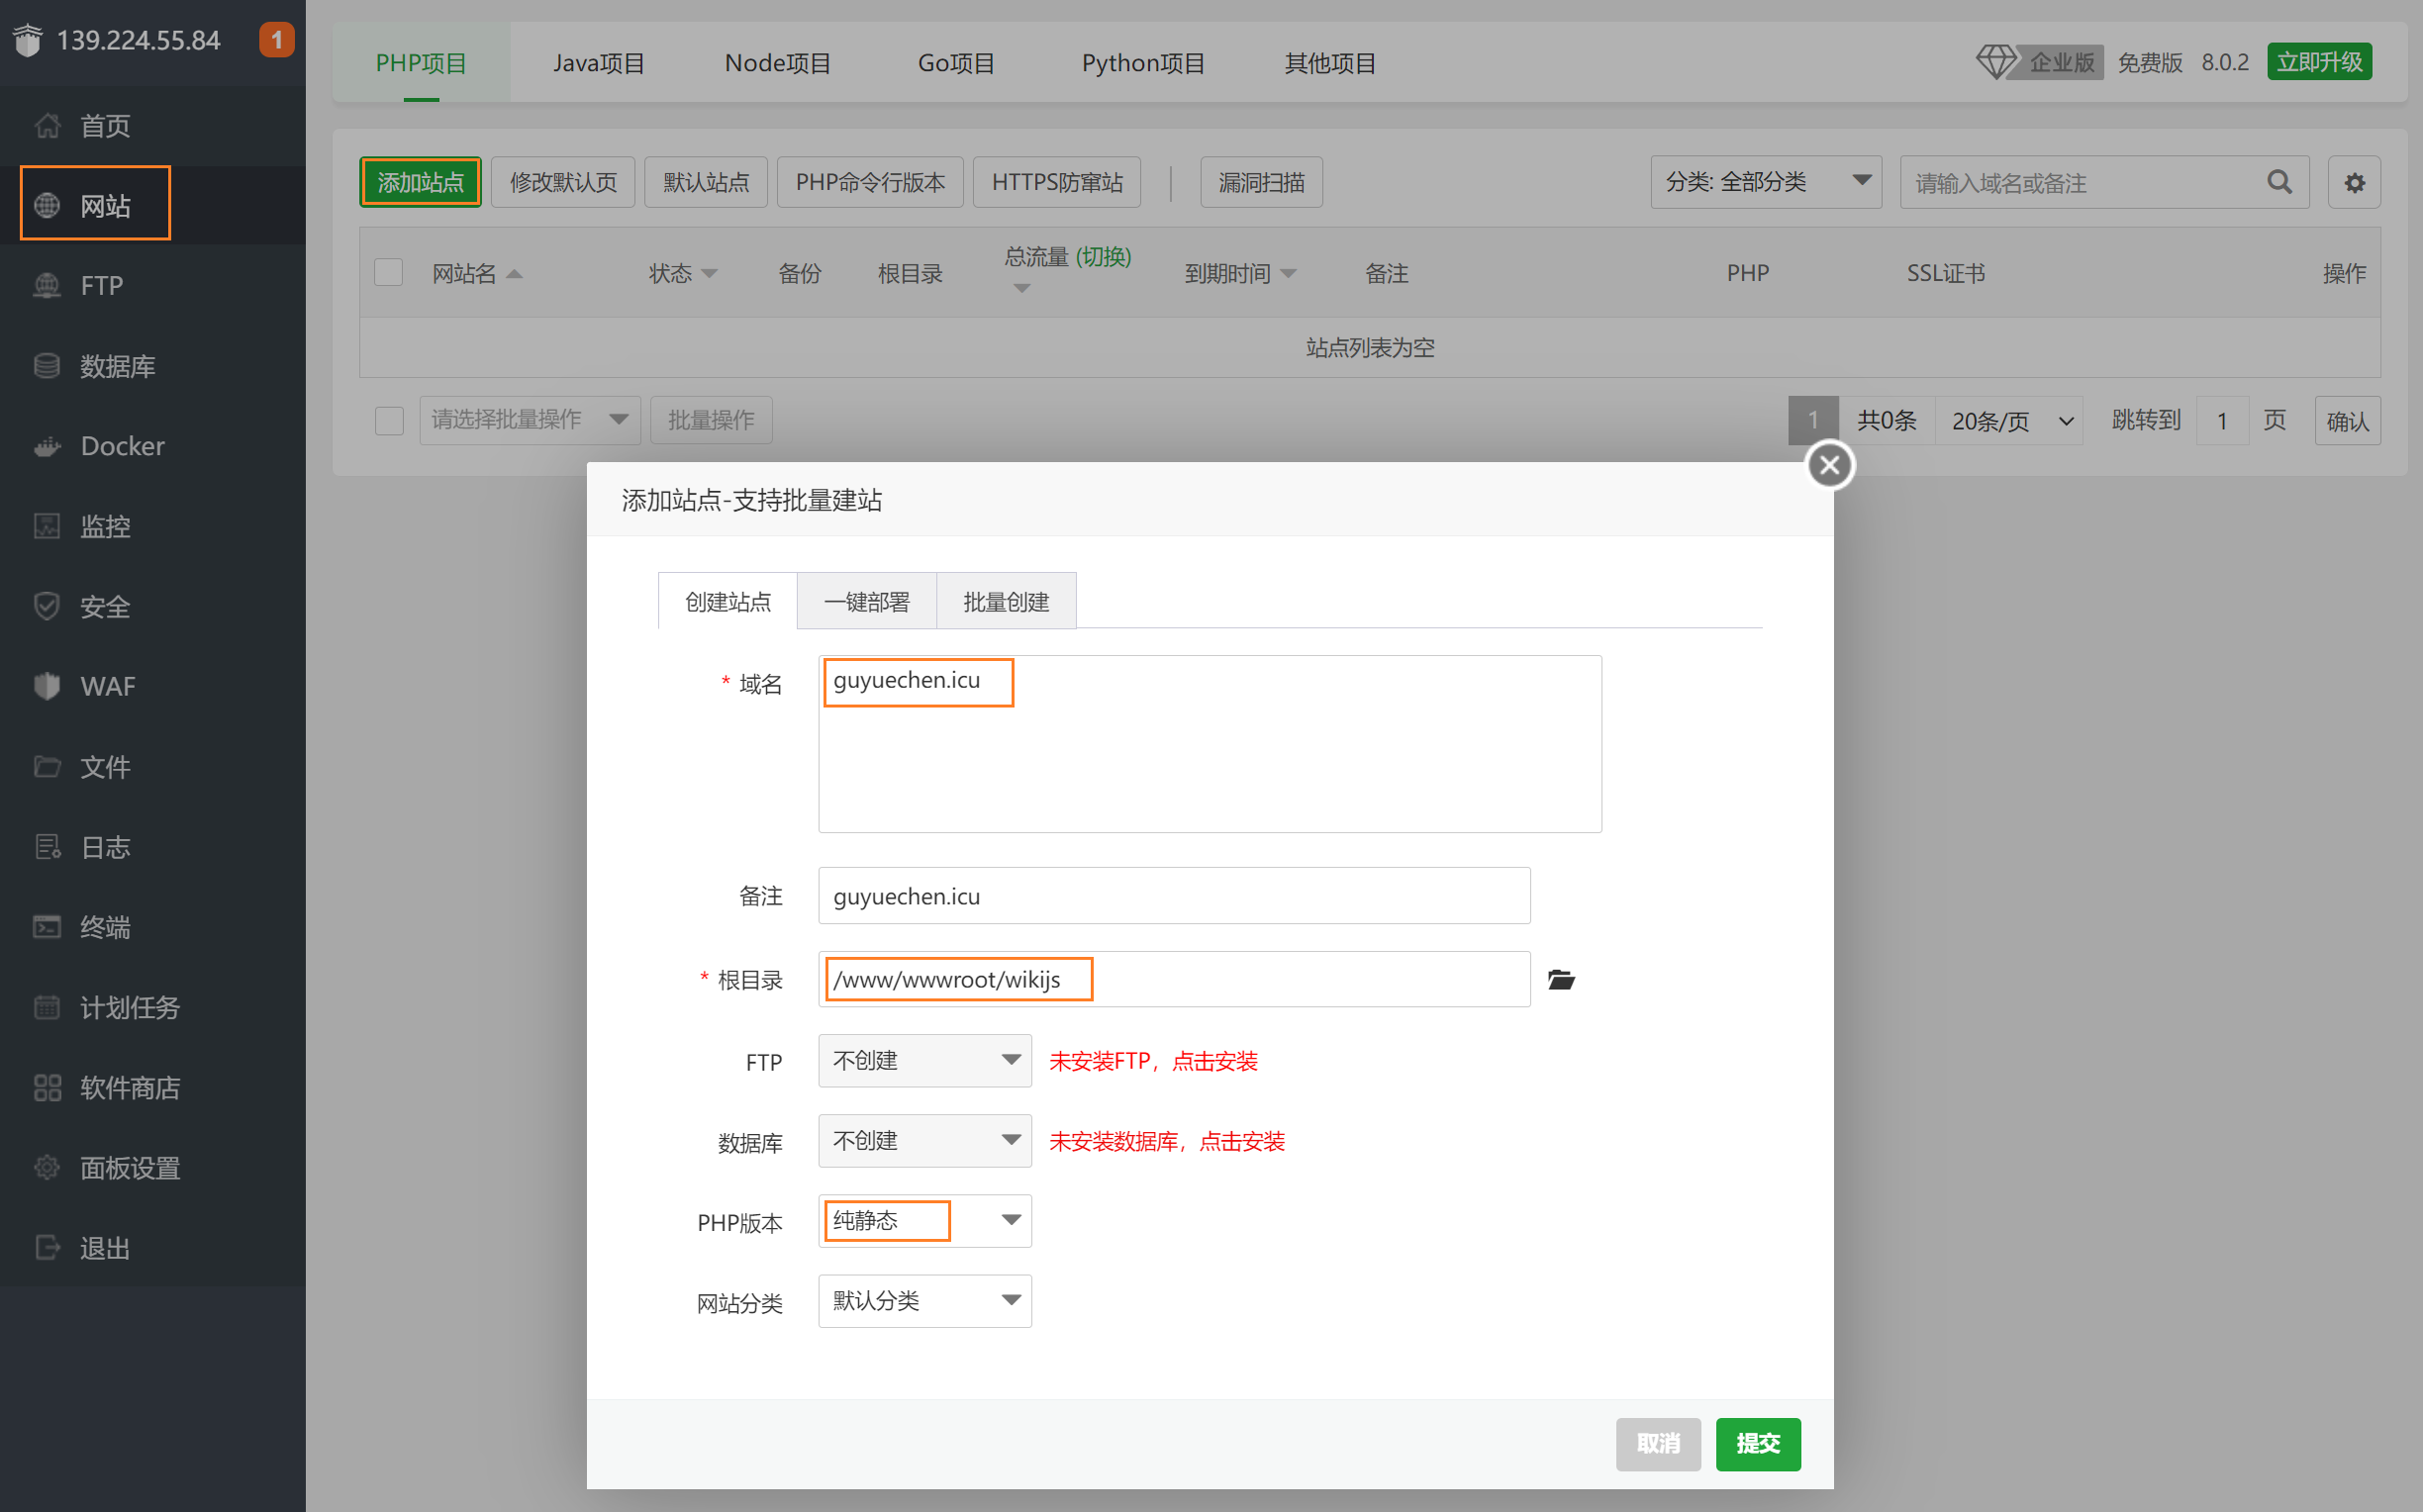 139.224.55.84
1
首页
网站
FTP
数据库
Docker
监控
安全
WAF
文件
日志
终端
计划任务
软件商店
面板设置
退出
PHP项目 Java项目 Node项目 Go项目 Python项目 其他项目
企业版 免费版 8.0.2 立即升级
添加站点 修改默认页 默认站点 PHP命令行版本 HTTPS防窜站 漏洞扫描
分类: 全部分类 请输入域名或备注
网站名 状态 备份 根目录 总流量 (切换) 到期时间 备注 PHP SSL证书 操作
站点列表为空
请选择批量操作 批量操作
1 共0条 20条/页 跳转到 1 页 确认
添加站点-支持批量建站
创建站点 一键部署 批量创建
* 域名 guyuechen.icu
备注 guyuechen.icu
* 根目录 /www/wwwroot/wikijs
FTP 不创建 未安装FTP，点击安装
数据库 不创建 未安装数据库，点击安装
PHP版本 纯静态
网站分类 默认分类
取消 提交